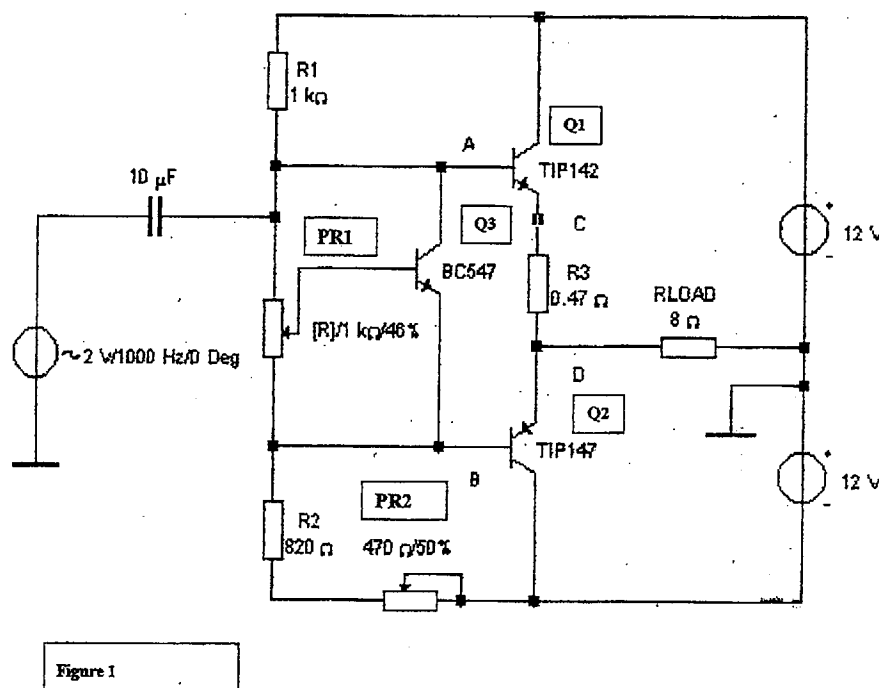 R1
1 kΩ
Q1
A
TIP142
10 µF
+
PR1
Q3
C
12 V
BC547
R3
RLOAD
-
0.47 Ω
8 Ω
[R]/1 kΩ/46%
~ 2 V/1000 Hz/0 Deg
D
Q2
TIP147
+
B
12 V
PR2
R2
-
820 Ω
470 Ω/50%
Figure 1